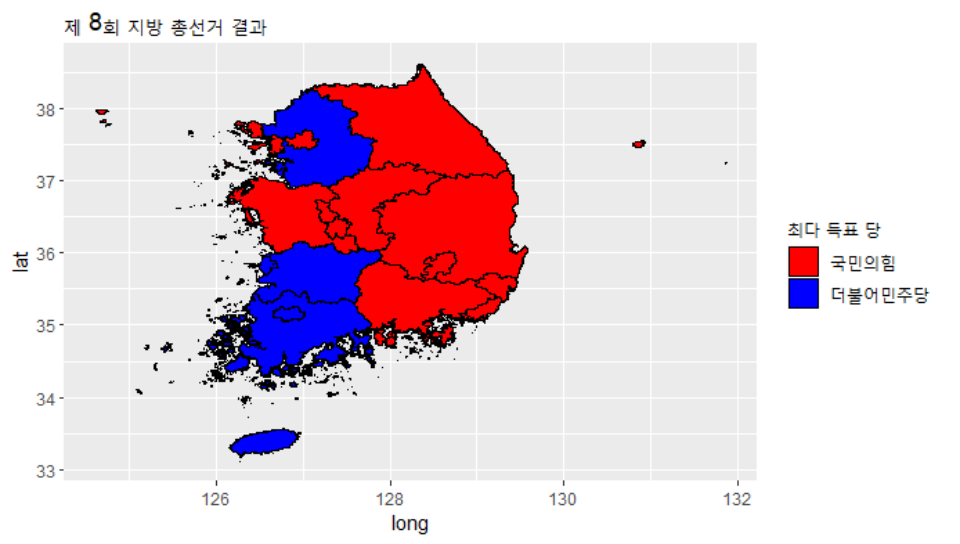 제 8회 지방 총선거 결과
38
37
36
35
34
33
lat
126
128
130
132
long
최다 득표 당
국민의힘
더불어민주당